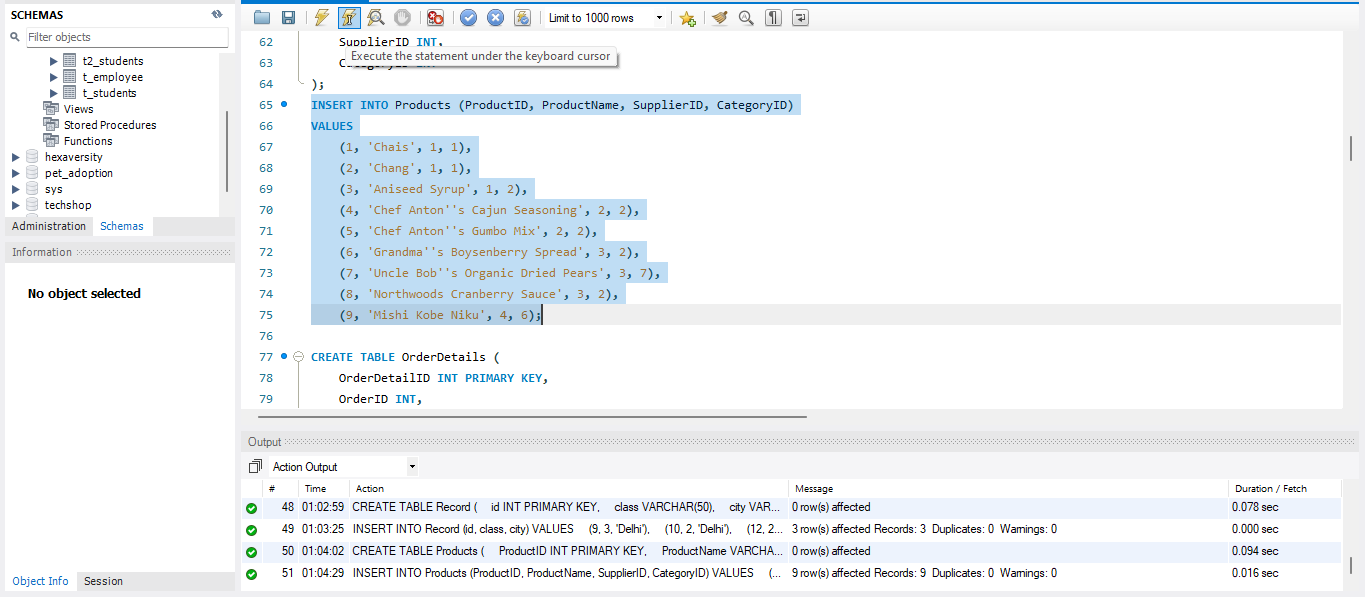 SCHEMAS
Filter objects
t2_students
t_employee
t_students
Views
Stored Procedures
Functions
hexaversity
pet_adoption
sys
techshop
Administration Schemas
Information
No object selected
Object Info Session
Limit to 1000 rows
62 SupplierID INT,
Execute the statement under the keyboard cursor
63
64 );
65 INSERT INTO Products (ProductID, ProductName, SupplierID, CategoryID)
66 VALUES
67 (1, 'Chais', 1, 1),
68 (2, 'Chang', 1, 1),
69 (3, 'Aniseed Syrup', 1, 2),
70 (4, 'Chef Anton''s Cajun Seasoning', 2, 2),
71 (5, 'Chef Anton''s Gumbo Mix', 2, 2),
72 (6, 'Grandma''s Boysenberry Spread', 3, 2),
73 (7, 'Uncle Bob''s Organic Dried Pears', 3, 7),
74 (8, 'Northwoods Cranberry Sauce', 3, 2),
75 (9, 'Mishi Kobe Niku', 4, 6);
76
77 CREATE TABLE OrderDetails (
78 OrderDetailID INT PRIMARY KEY,
79 OrderID INT,
Output
Action Output
# Time Action Message Duration / Fetch
48 01:02:59 CREATE TABLE Record ( id INT PRIMARY KEY, class VARCHAR(50), city VAR... 0 row(s) affected 0.078 sec
49 01:03:25 INSERT INTO Record (id, class, city) VALUES (9, 3, 'Delhi'), (10, 2, 'Delhi'), (12, 2... 3 row(s) affected Records: 3 Duplicates: 0 Warnings: 0 0.000 sec
50 01:04:02 CREATE TABLE Products ( ProductID INT PRIMARY KEY, ProductName VARCHA... 0 row(s) affected 0.094 sec
51 01:04:29 INSERT INTO Products (ProductID, ProductName, SupplierID, CategoryID) VALUES (... 9 row(s) affected Records: 9 Duplicates: 0 Warnings: 0 0.016 sec